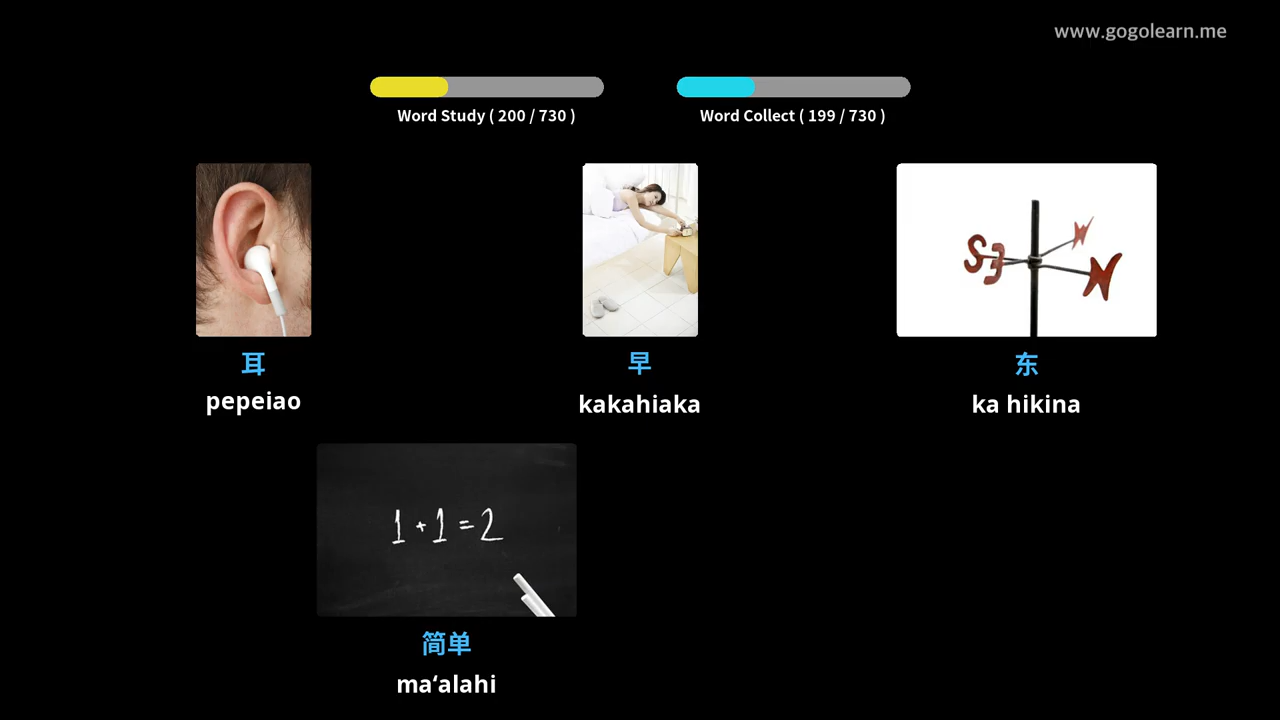 www.gogolearn.me
Word Study ( 200 / 730 )
Word Collect ( 199 / 730 )
S
N
耳
早
东
pepeiao
kakahiaka
ka hikina
1 + 1 = 2
简单
ma‘alahi